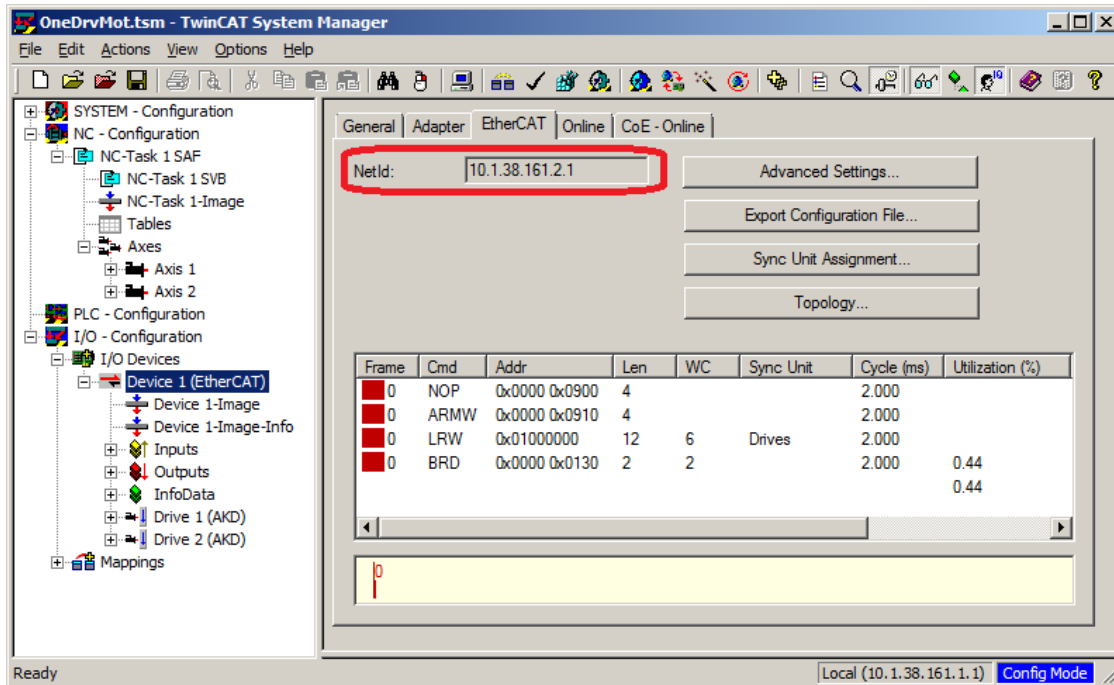 OneDrvMot.tsm - TwinCAT System Manager
File Edit Actions View Options Help
SYSTEM - Configuration
NC - Configuration
NC-Task 1 SAF
NC-Task 1 SVB
NC-Task 1-Image
Tables
Axes
Axis 1
Axis 2
PLC - Configuration
I/O - Configuration
I/O Devices
Device 1 (EtherCAT)
Device 1-Image
Device 1-Image-Info
Inputs
Outputs
InfoData
Drive 1 (AKD)
Drive 2 (AKD)
Mappings
General Adapter EtherCAT Online CoE - Online
NetId: 10.1.38.161.2.1
Advanced Settings...
Export Configuration File...
Sync Unit Assignment...
Topology...
Frame Cmd Addr Len WC Sync Unit Cycle (ms) Utilization (%)
0 NOP 0x0000 0x0900 4 2.000
0 ARMW 0x0000 0x0910 4 2.000
0 LRW 0x01000000 12 6 Drives 2.000
0 BRD 0x0000 0x0130 2 2 2.000 0.44
0.44
0
Ready Local (10.1.38.161.1.1) Config Mode